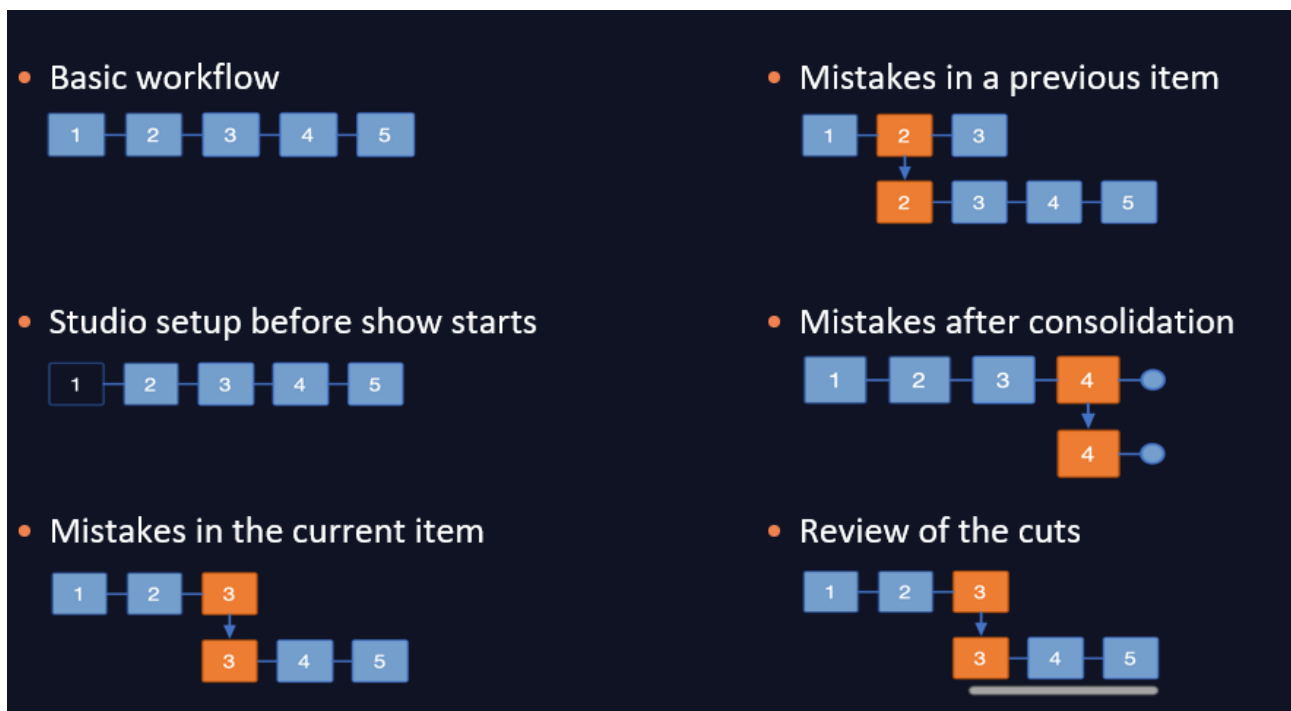 Basic workflow
1 2 3 4 5
Studio setup before show starts
1 2 3 4 5
Mistakes in the current item
1 2 3
3 4 5
Mistakes in a previous item
1 2 3
2 3 4 5
Mistakes after consolidation
1 2 3 4
4
Review of the cuts
1 2 3
3 4 5